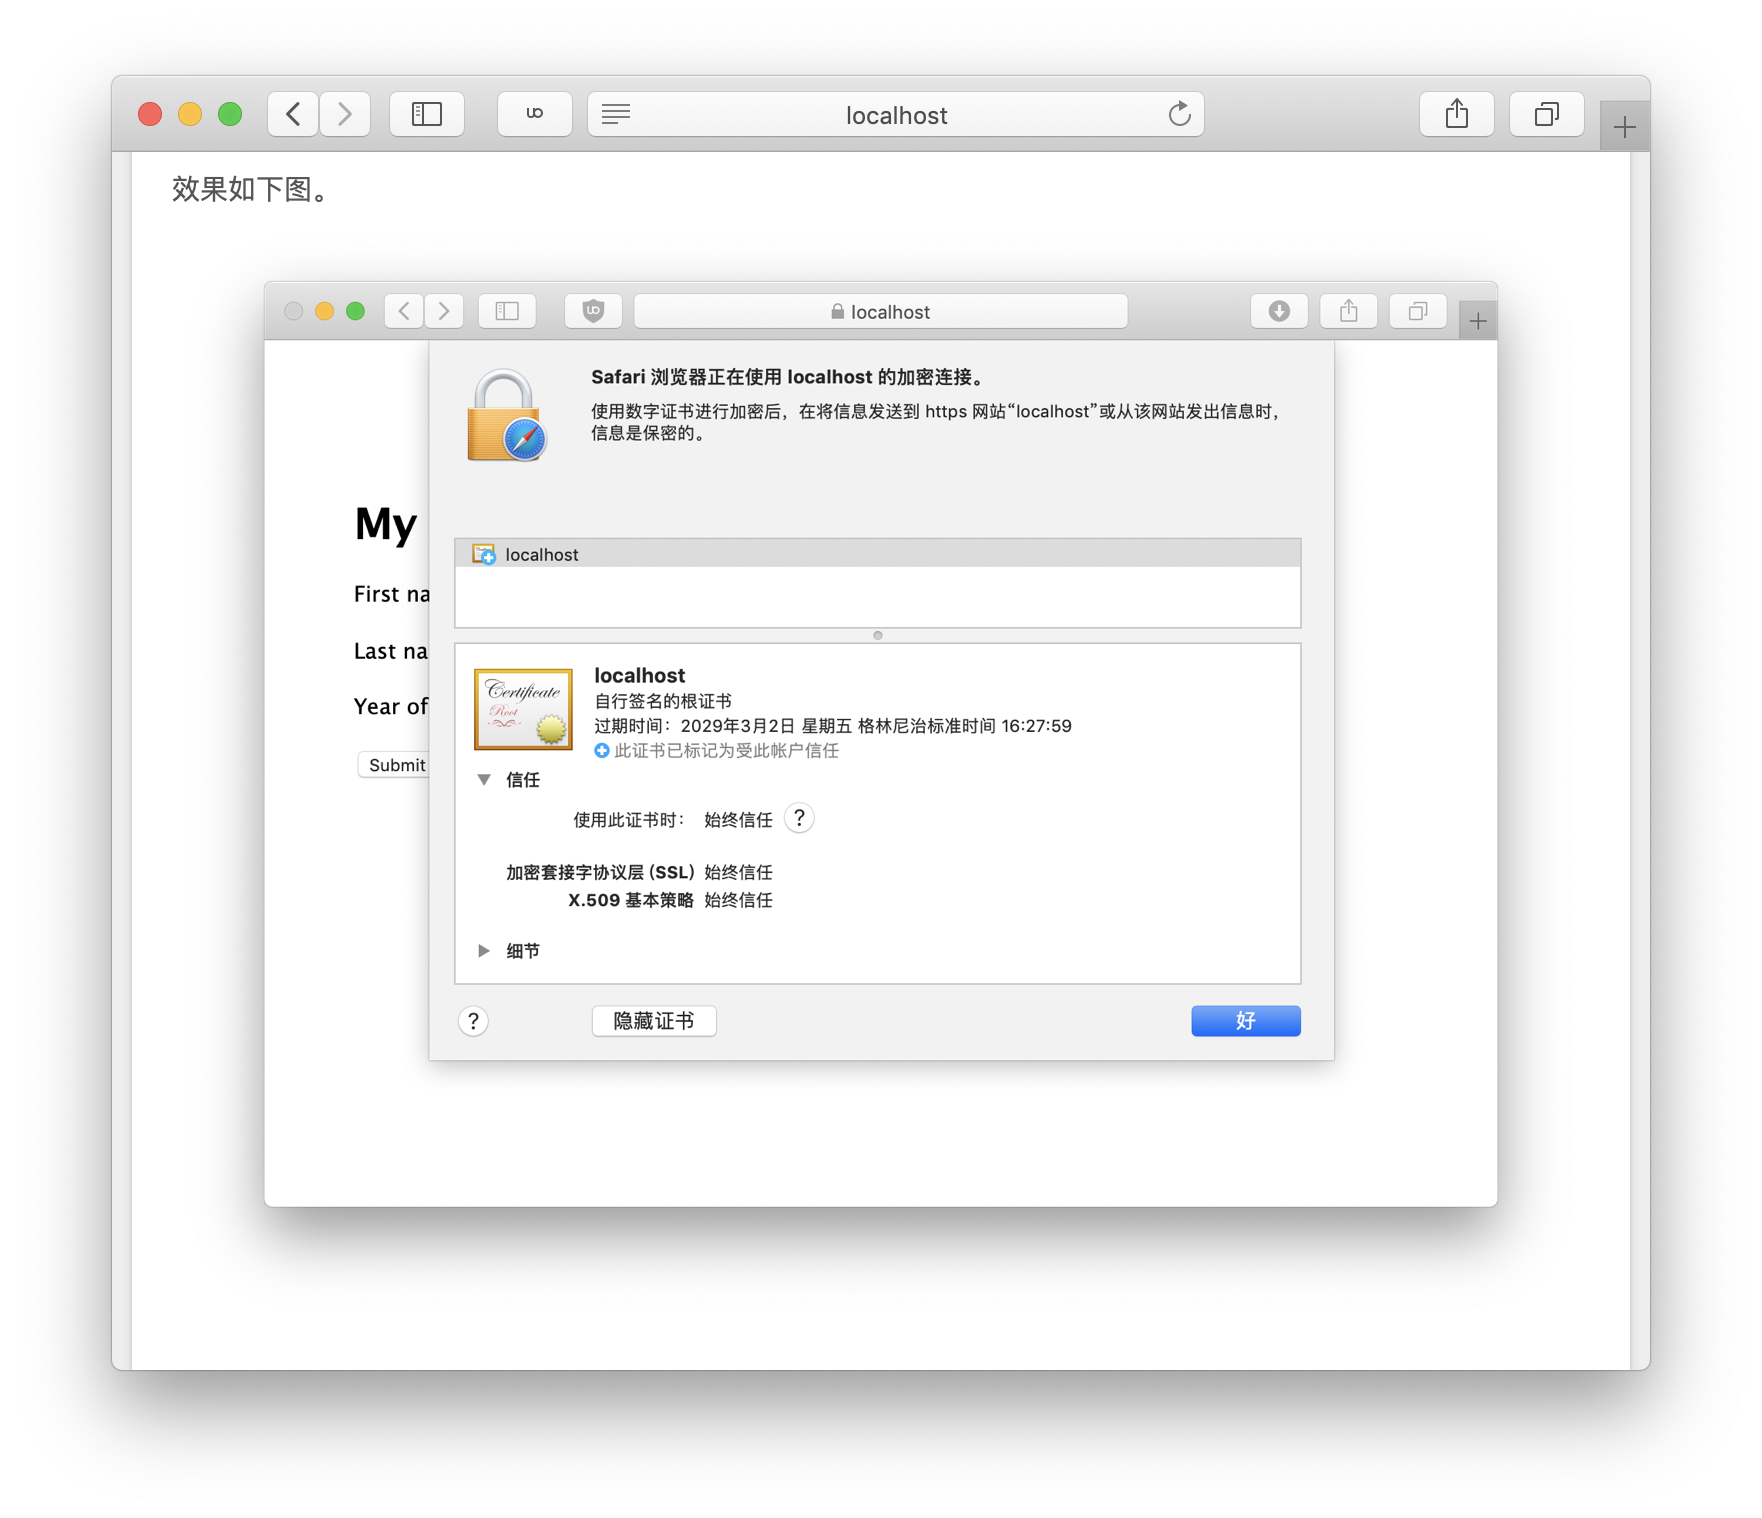 localhost
效果如下图。
localhost
Safari 浏览器正在使用 localhost 的加密连接。
使用数字证书进行加密后，在将信息发送到 https 网站“localhost”或从该网站发出信息时，
信息是保密的。
My
localhost
First na
Last na
Year of
Submit
Certificate
Root
localhost
自行签名的根证书
过期时间：2029年3月2日 星期五 格林尼治标准时间 16:27:59
此证书已标记为受此帐户信任
信任
使用此证书时： 始终信任 ?
加密套接字协议层 (SSL) 始终信任
X.509 基本策略 始终信任
细节
? 隐藏证书 好